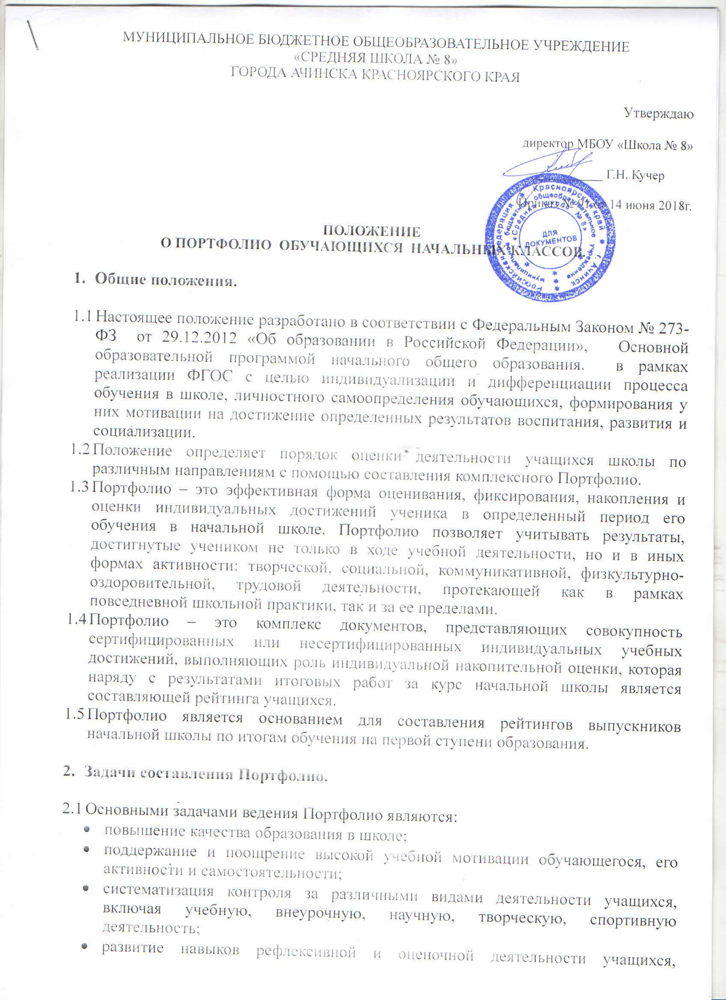 МУНИЦИПАЛЬНОЕ БЮДЖЕТНОЕ ОБЩЕОБРАЗОВАТЕЛЬНОЕ УЧРЕЖДЕНИЕ
«СРЕДНЯЯ ШКОЛА № 8»
ГОРОДА АЧИНСКА КРАСНОЯРСКОГО КРАЯ
Утверждаю
директор МБОУ «Школа № 8»
____________ Г.Н. Кучер
Приказ № 91 от 14 июня 2018г.
Российская Федерация * Красноярский край * г. Ачинск
муниципальное бюджетное общеобразовательное учреждение
«Средняя школа № 8»
ДЛЯ
ДОКУМЕНТОВ
ПОЛОЖЕНИЕ
О ПОРТФОЛИО ОБУЧАЮЩИХСЯ НАЧАЛЬНЫХ КЛАССОВ.
1. Общие положения.
1.1 Настоящее положение разработано в соответствии с Федеральным Законом № 273-
ФЗ от 29.12.2012 «Об образовании в Российской Федерации», Основной
образовательной программой начального общего образования. в рамках
реализации ФГОС с целью индивидуализации и дифференциации процесса
обучения в школе, личностного самоопределения обучающихся, формирования у
них мотивации на достижение определенных результатов воспитания, развития и
социализации.
1.2 Положение определяет порядок оценки деятельности учащихся школы по
различным направлениям с помощью составления комплексного Портфолио.
1.3 Портфолио – это эффективная форма оценивания, фиксирования, накопления и
оценки индивидуальных достижений ученика в определенный период его
обучения в начальной школе. Портфолио позволяет учитывать результаты,
достигнутые учеником не только в ходе учебной деятельности, но и в иных
формах активности: творческой, социальной, коммуникативной, физкультурно-
оздоровительной, трудовой деятельности, протекающей как в рамках
повседневной школьной практики, так и за ее пределами.
1.4 Портфолио – это комплекс документов, представляющих совокупность
сертифицированных или несертифицированных индивидуальных учебных
достижений, выполняющих роль индивидуальной накопительной оценки, которая
наряду с результатами итоговых работ за курс начальной школы является
составляющей рейтинга учащихся.
1.5 Портфолио является основанием для составления рейтингов выпускников
начальной школы по итогам обучения на первой ступени образования.
2. Задачи составления Портфолио.
2.1 Основными задачами ведения Портфолио являются:
• повышение качества образования в школе;
• поддержание и поощрение высокой учебной мотивации обучающегося, его
активности и самостоятельности;
• систематизация контроля за различными видами деятельности учащихся,
включая учебную, внеурочную, научную, творческую, спортивную
деятельность;
• развитие навыков рефлексивной и оценочной деятельности учащихся,